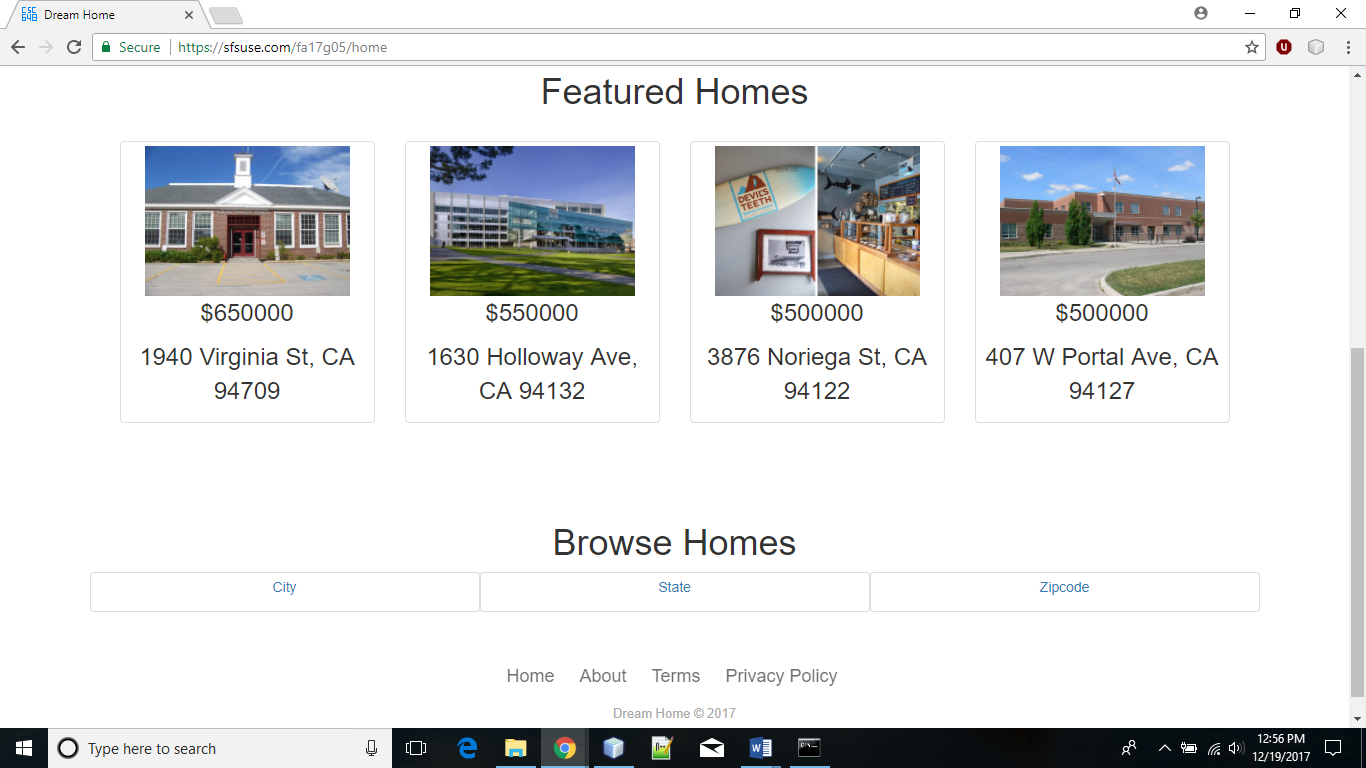 Dream Home
Secure
https://sfsuse.com/fa17g05/home
Featured Homes
DEVIL'S
TEETH
$650000
1940 Virginia St, CA
94709
$550000
1630 Holloway Ave,
CA 94132
$500000
3876 Noriega St, CA
94122
$500000
407 W Portal Ave, CA
94127
Browse Homes
City
State
Zipcode
Home About Terms Privacy Policy
Dream Home © 2017
Type here to search
12:56 PM
12/19/2017